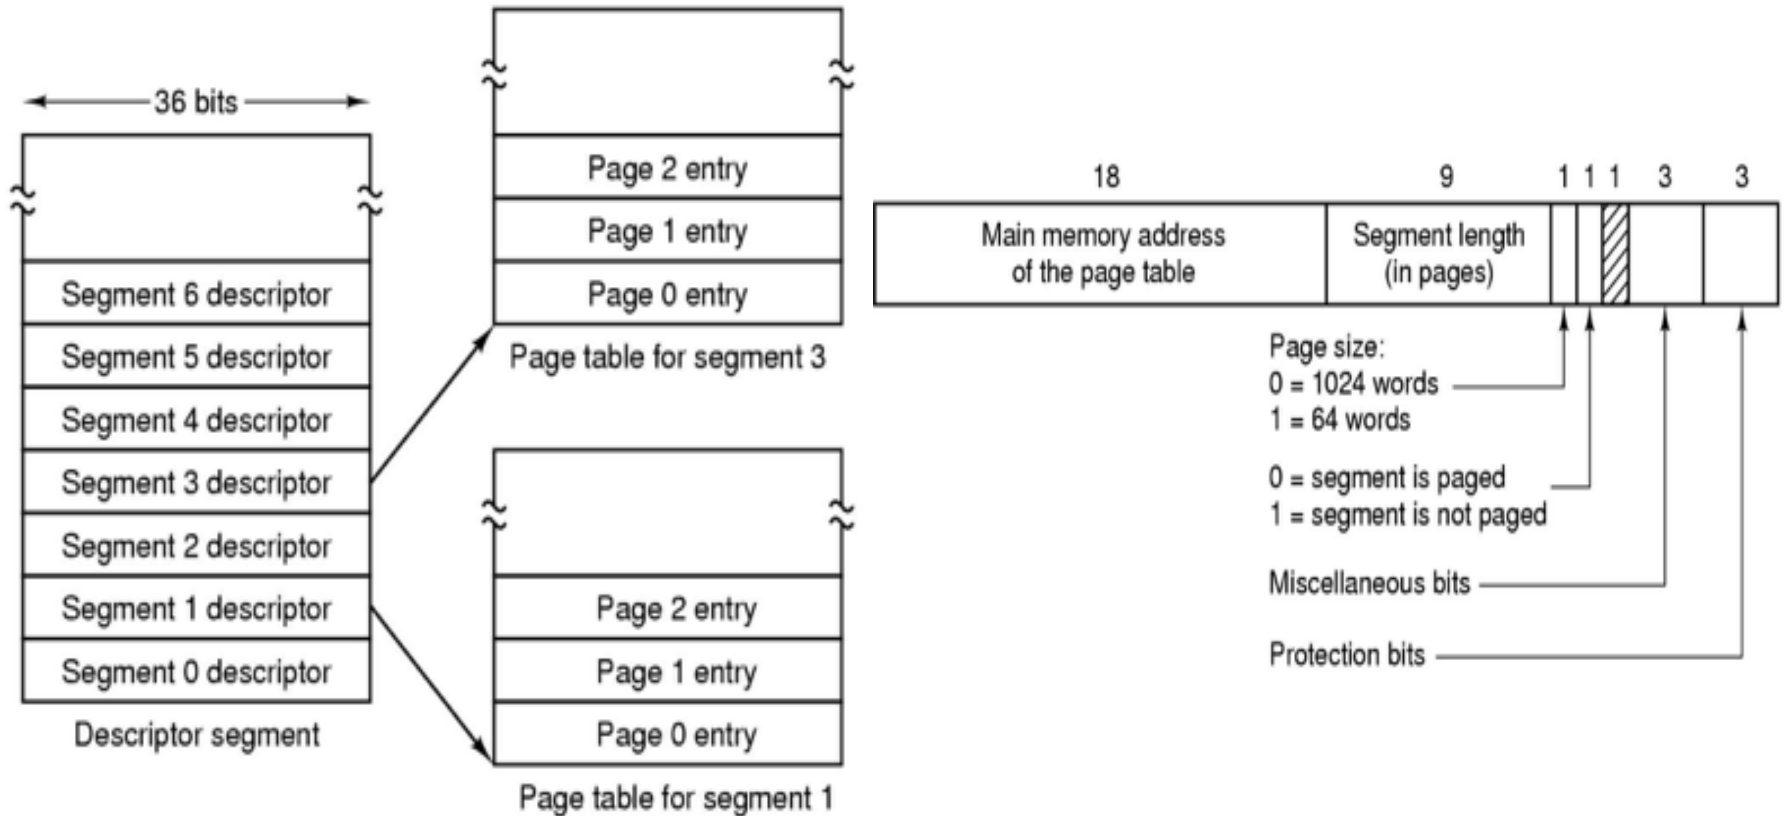 36 bits
Segment 6 descriptor
Segment 5 descriptor
Segment 4 descriptor
Segment 3 descriptor
Segment 2 descriptor
Segment 1 descriptor
Segment 0 descriptor
Descriptor segment
Page 2 entry
Page 1 entry
Page 0 entry
Page table for segment 3
Page 2 entry
Page 1 entry
Page 0 entry
Page table for segment 1
18 9 1 1 1 3 3
Main memory address
of the page table
Segment length
(in pages)
Page size:
0 = 1024 words
1 = 64 words
0 = segment is paged
1 = segment is not paged
Miscellaneous bits
Protection bits